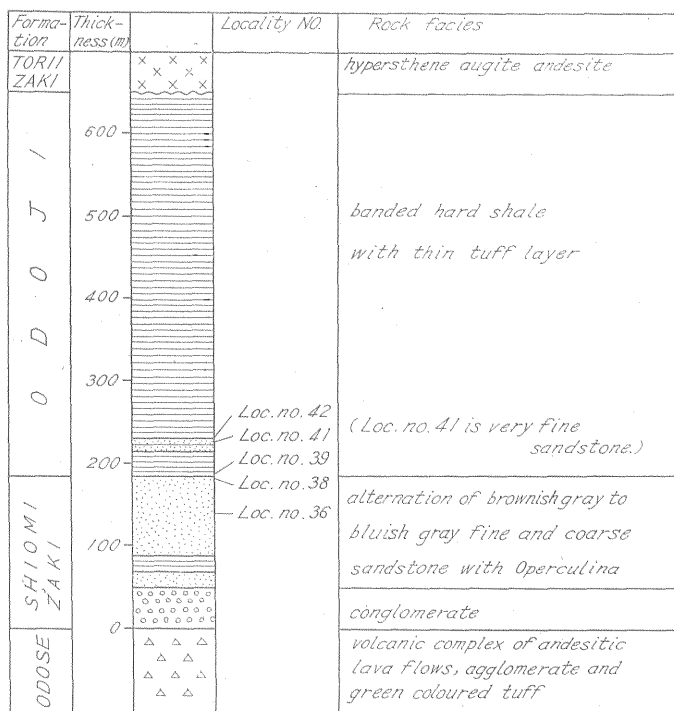 Forma-
tion
Thick-
ness(m)
Locality NO.
Rock facies
TORII
ZAKI
hypersthene augite andesite
ODOJI
600
500
400
300
200
banded hard shale
with thin tuff layer
Loc. no. 42
Loc. no. 41
Loc. no. 39
Loc. no. 38
Loc. no. 36
(Loc. no. 41 is very fine
sandstone.)
SHIOMI
ZAKI
100
0
alternation of brownish gray to
bluish gray fine and coarse
sandstone with Operculina
conglomerate
ODOSE
volcanic complex of andesitic
lava flows, agglomerate and
green coloured tuff